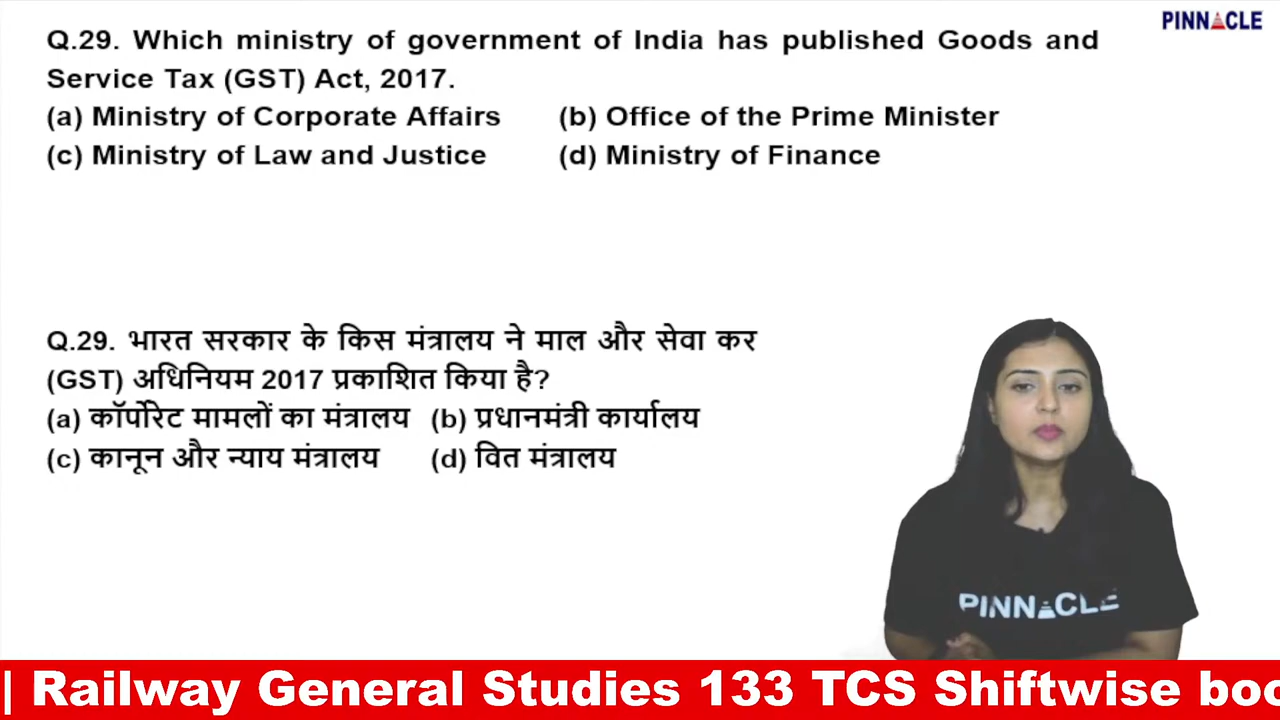 PINNACLE
Q.29. Which ministry of government of India has published Goods and
Service Tax (GST) Act, 2017.
(a) Ministry of Corporate Affairs (b) Office of the Prime Minister
(c) Ministry of Law and Justice (d) Ministry of Finance
Q.29. भारत सरकार के किस मंत्रालय ने माल और सेवा कर
(GST) अधिनियम 2017 प्रकाशित किया है?
(a) कॉर्पोरेट मामलों का मंत्रालय (b) प्रधानमंत्री कार्यालय
(c) कानून और न्याय मंत्रालय (d) वित मंत्रालय
PINNACLE
| Railway General Studies 133 TCS Shiftwise boo